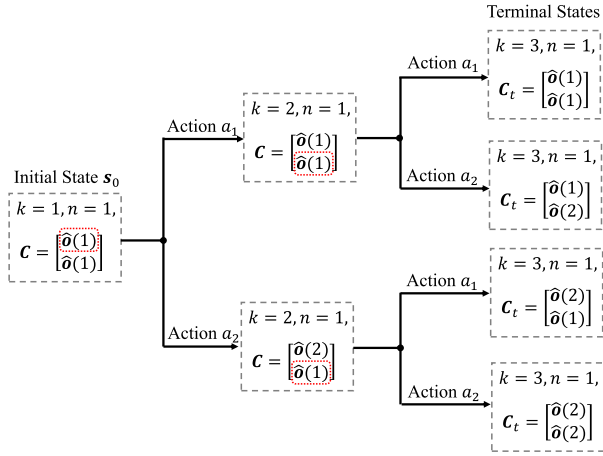 Terminal States
k = 3, n = 1,
C_t = [ô(1)
ô(1)]
Action a₁
k = 2, n = 1,
C = [ô(1)
ô(1)]
Action a₁
Action a₂
k = 3, n = 1,
C_t = [ô(1)
ô(2)]
Initial State s₀
k = 1, n = 1,
C = [ô(1)
ô(1)]
Action a₂
k = 2, n = 1,
C = [ô(2)
ô(1)]
Action a₁
k = 3, n = 1,
C_t = [ô(2)
ô(1)]
Action a₂
k = 3, n = 1,
C_t = [ô(2)
ô(2)]